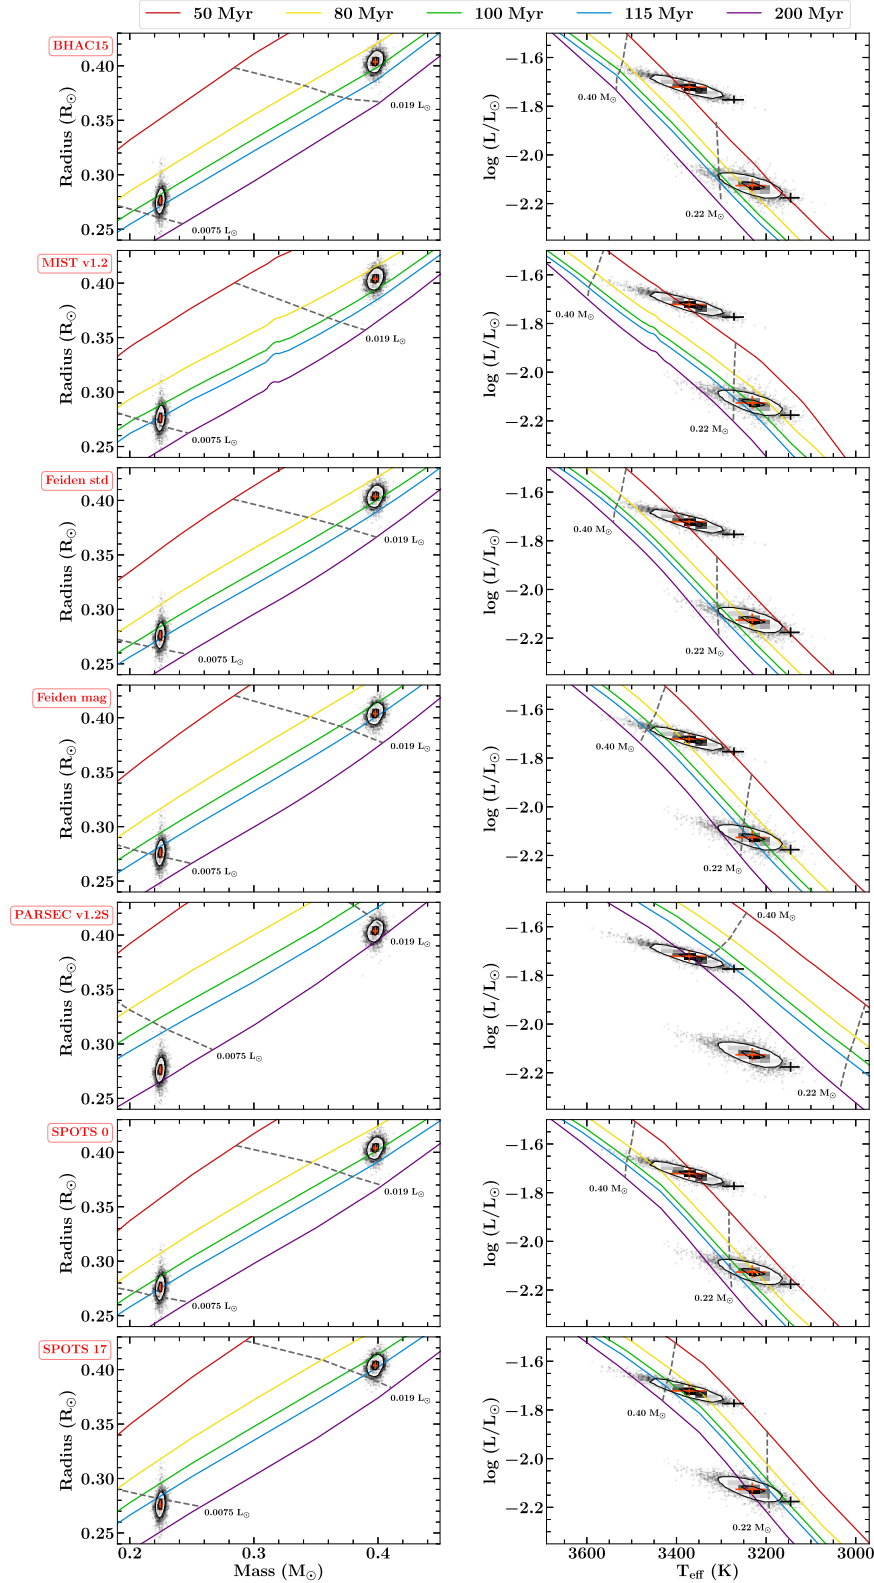 50 Myr 80 Myr 100 Myr 115 Myr 200 Myr
BHAC15
Radius (R☉)
0.40
0.35
0.30
0.25
0.019 L☉
0.0075 L☉
log (L/L☉)
−1.6
−1.8
−2.0
−2.2
0.40 M☉
0.22 M☉
MIST v1.2
Radius (R☉)
0.40
0.35
0.30
0.25
0.019 L☉
0.0075 L☉
log (L/L☉)
−1.6
−1.8
−2.0
−2.2
0.40 M☉
0.22 M☉
Feiden std
Radius (R☉)
0.40
0.35
0.30
0.25
0.019 L☉
0.0075 L☉
log (L/L☉)
−1.6
−1.8
−2.0
−2.2
0.40 M☉
0.22 M☉
Feiden mag
Radius (R☉)
0.40
0.35
0.30
0.25
0.019 L☉
0.0075 L☉
log (L/L☉)
−1.6
−1.8
−2.0
−2.2
0.40 M☉
0.22 M☉
PARSEC v1.2S
Radius (R☉)
0.40
0.35
0.30
0.25
0.019 L☉
0.0075 L☉
log (L/L☉)
−1.6
−1.8
−2.0
−2.2
0.40 M☉
0.22 M☉
SPOTS 0
Radius (R☉)
0.40
0.35
0.30
0.25
0.019 L☉
0.0075 L☉
log (L/L☉)
−1.6
−1.8
−2.0
−2.2
0.40 M☉
0.22 M☉
SPOTS 17
Radius (R☉)
0.40
0.35
0.30
0.25
0.019 L☉
0.0075 L☉
log (L/L☉)
−1.6
−1.8
−2.0
−2.2
0.40 M☉
0.22 M☉
0.2 0.3 0.4
Mass (M☉)
3600 3400 3200 3000
Teff (K)